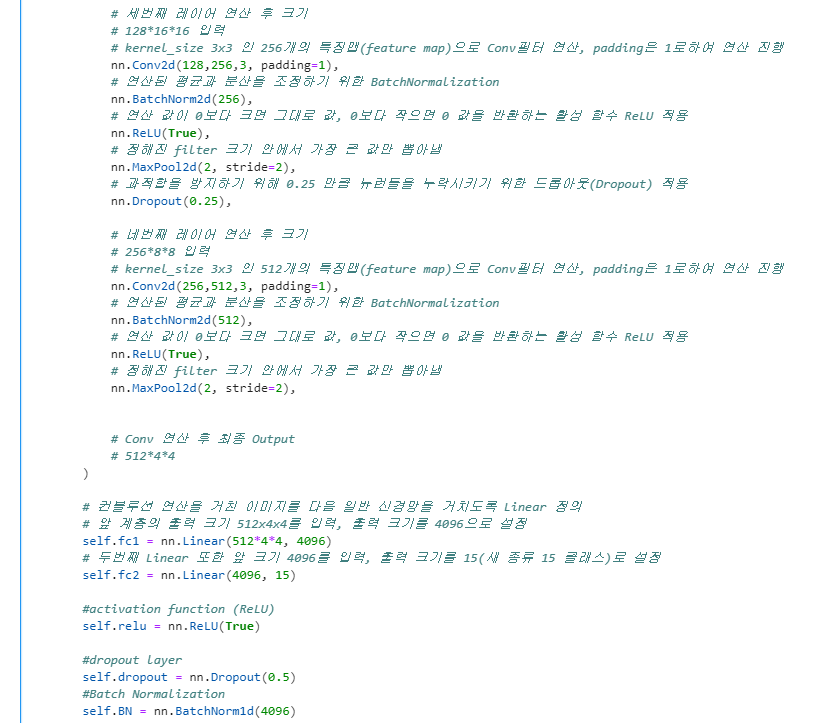 # 세번째 레이어 연산 후 크기
# 128*16*16 입력
# kernel_size 3x3 인 256개의 특징맵(feature map)으로 Conv필터 연산, padding은 1로하여 연산 진행
nn.Conv2d(128,256,3, padding=1),
# 연산된 평균과 분산을 조정하기 위한 BatchNormalization
nn.BatchNorm2d(256),
# 연산 값이 0보다 크면 그대로 값, 0보다 작으면 0 값을 반환하는 활성 함수 ReLU 적용
nn.ReLU(True),
# 정해진 filter 크기 안에서 가장 큰 값만 뽑아냄
nn.MaxPool2d(2, stride=2),
# 과적합을 방지하기 위해 0.25 만큼 뉴런들을 누락시키기 위한 드롭아웃(Dropout) 적용
nn.Dropout(0.25),
# 네번째 레이어 연산 후 크기
# 256*8*8 입력
# kernel_size 3x3 인 512개의 특징맵(feature map)으로 Conv필터 연산, padding은 1로하여 연산 진행
nn.Conv2d(256,512,3, padding=1),
# 연산된 평균과 분산을 조정하기 위한 BatchNormalization
nn.BatchNorm2d(512),
# 연산 값이 0보다 크면 그대로 값, 0보다 작으면 0 값을 반환하는 활성 함수 ReLU 적용
nn.ReLU(True),
# 정해진 filter 크기 안에서 가장 큰 값만 뽑아냄
nn.MaxPool2d(2, stride=2),
# Conv 연산 후 최종 Output
# 512*4*4
)
# 컨볼루션 연산을 거친 이미지를 다음 일반 신경망을 거치도록 Linear 정의
# 앞 계층의 출력 크기 512x4x4를 입력, 출력 크기를 4096으로 설정
self.fc1 = nn.Linear(512*4*4, 4096)
# 두번째 Linear 또한 앞 크기 4096를 입력, 출력 크기를 15(새 종류 15 클래스)로 설정
self.fc2 = nn.Linear(4096, 15)
#activation function (ReLU)
self.relu = nn.ReLU(True)
#dropout layer
self.dropout = nn.Dropout(0.5)
#Batch Normalization
self.BN = nn.BatchNorm1d(4096)